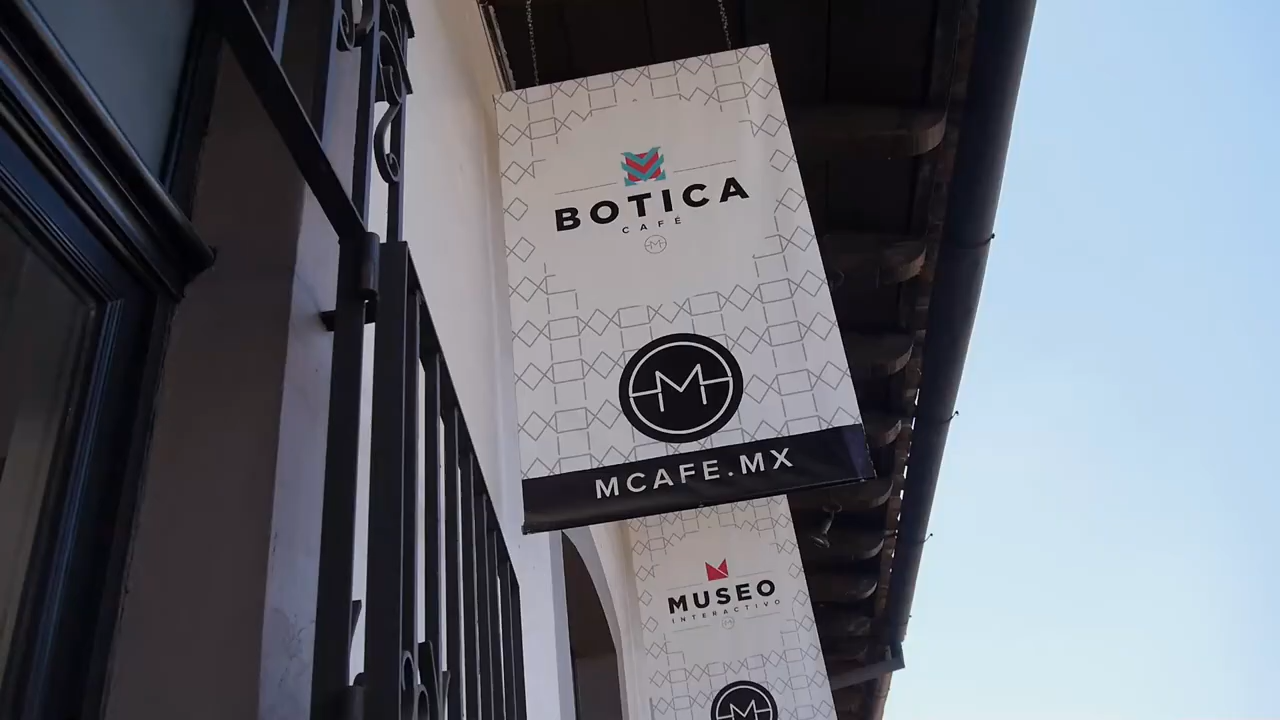 BOTICA
CAFÉ
M
M
MCAFE.MX
MUSEO
INTERACTIVO
M
M